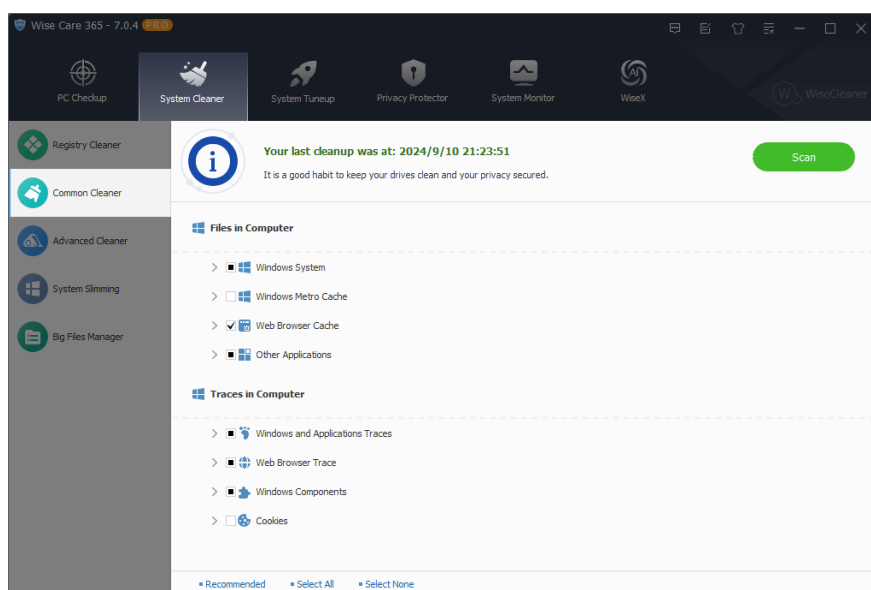 Wise Care 365 - 7.0.4 PRO
PC Checkup
System Cleaner
System Tuneup
Privacy Protector
System Monitor
AI
WiseX
W WiseCleaner
Registry Cleaner
Common Cleaner
Advanced Cleaner
System Slimming
Big Files Manager
Your last cleanup was at: 2024/9/10 21:23:51
It is a good habit to keep your drives clean and your privacy secured.
Scan
Files in Computer
Windows System
Windows Metro Cache
Web Browser Cache
Other Applications
Traces in Computer
Windows and Applications Traces
Web Browser Trace
Windows Components
Cookies
Recommended
Select All
Select None